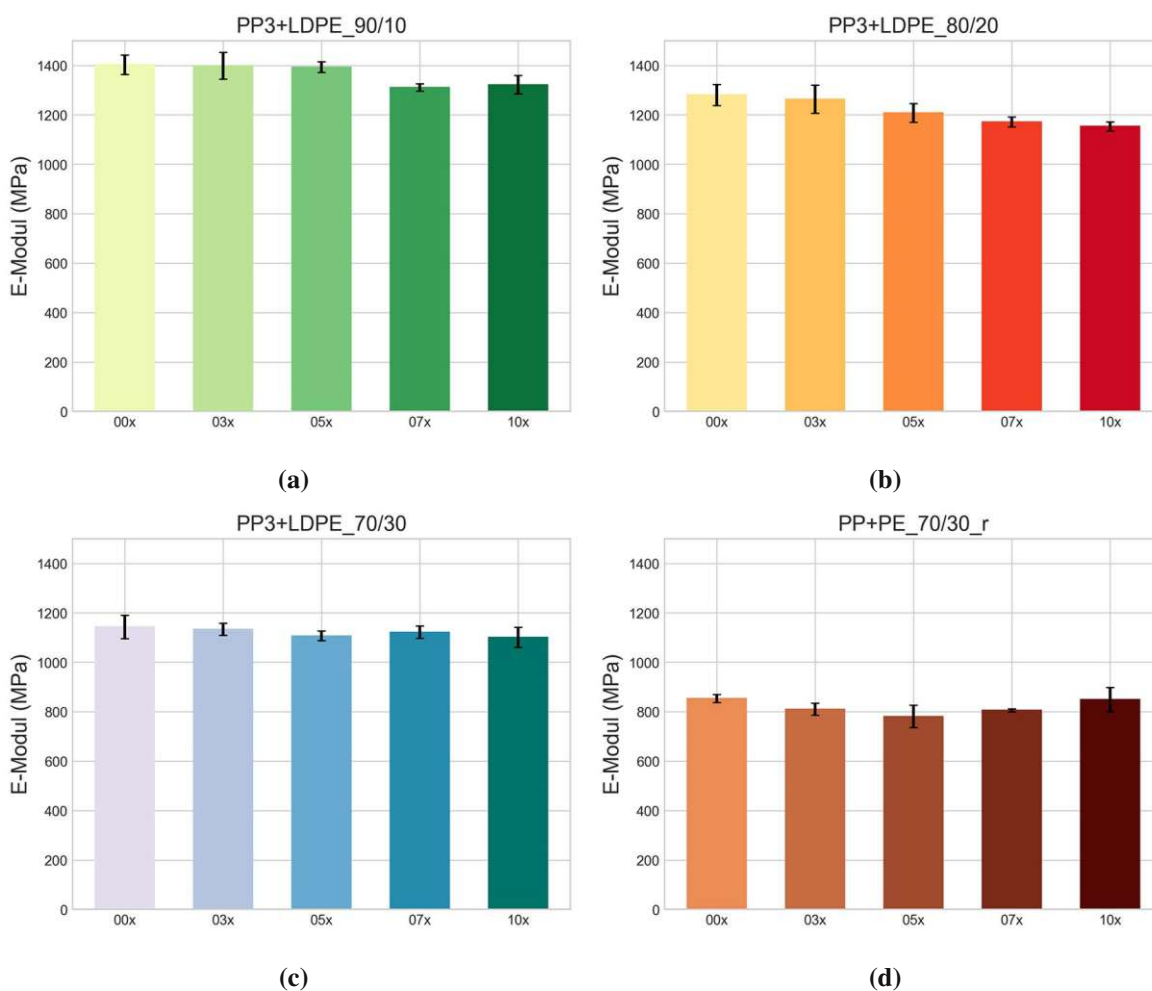 PP3+LDPE_90/10
E-Modul (MPa)
1400
1200
1000
800
600
400
200
0
00x 03x 05x 07x 10x
(a)
PP3+LDPE_80/20
E-Modul (MPa)
1400
1200
1000
800
600
400
200
0
00x 03x 05x 07x 10x
(b)
PP3+LDPE_70/30
E-Modul (MPa)
1400
1200
1000
800
600
400
200
0
00x 03x 05x 07x 10x
(c)
PP+PE_70/30_r
E-Modul (MPa)
1400
1200
1000
800
600
400
200
0
00x 03x 05x 07x 10x
(d)